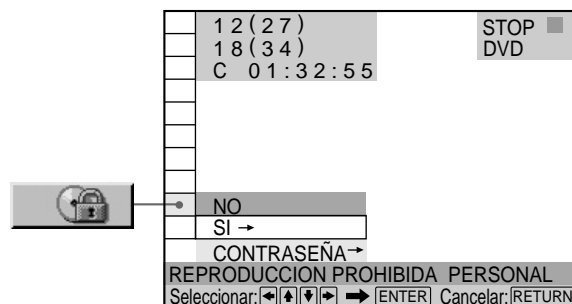 12(27)
18(34)
C 01:32:55
STOP
DVD
NO
SI →
CONTRASEÑA→
REPRODUCCION PROHIBIDA PERSONAL
Seleccionar:←↑↓→ → ENTER Cancelar:RETURN